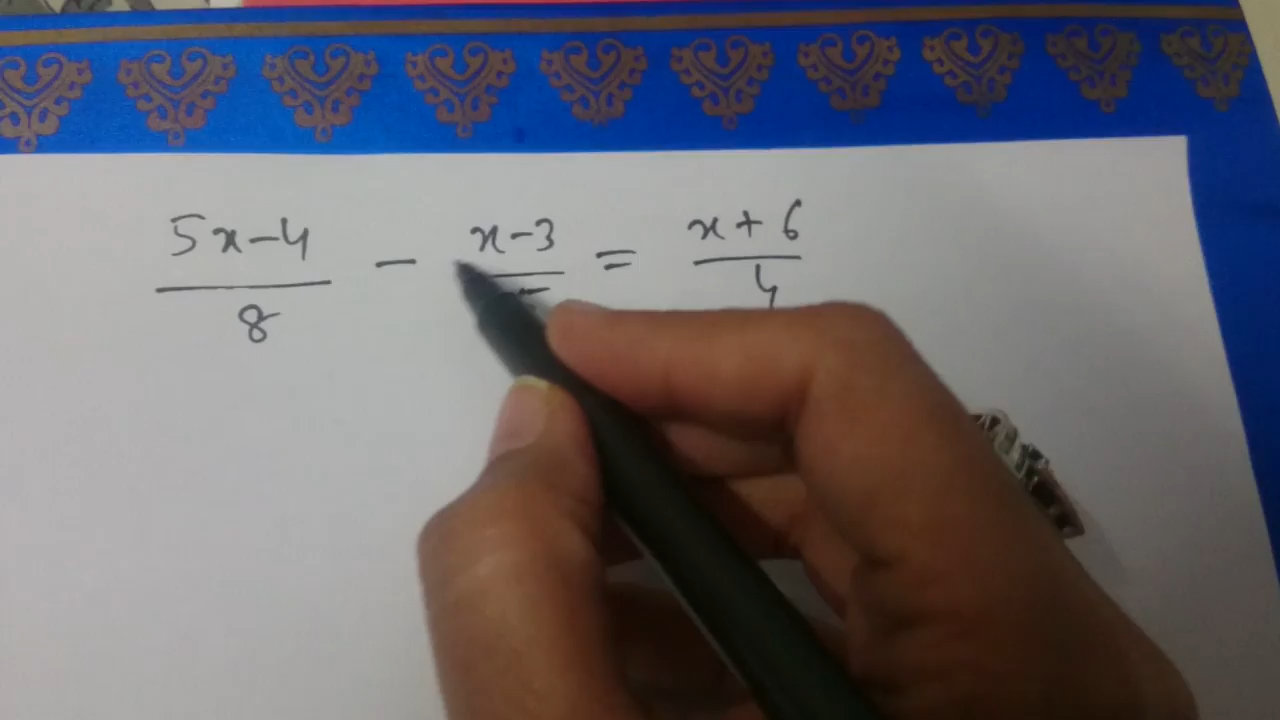 5x-4/8 - x-3/ = x+6/4